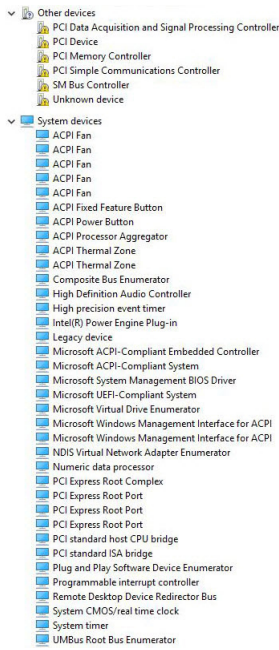 Other devices
PCI Data Acquisition and Signal Processing Controller
PCI Device
PCI Memory Controller
PCI Simple Communications Controller
SM Bus Controller
Unknown device
System devices
ACPI Fan
ACPI Fan
ACPI Fan
ACPI Fan
ACPI Fan
ACPI Fixed Feature Button
ACPI Power Button
ACPI Processor Aggregator
ACPI Thermal Zone
ACPI Thermal Zone
Composite Bus Enumerator
High Definition Audio Controller
High precision event timer
Intel(R) Power Engine Plug-in
Legacy device
Microsoft ACPI-Compliant Embedded Controller
Microsoft ACPI-Compliant System
Microsoft System Management BIOS Driver
Microsoft UEFI-Compliant System
Microsoft Virtual Drive Enumerator
Microsoft Windows Management Interface for ACPI
Microsoft Windows Management Interface for ACPI
NDIS Virtual Network Adapter Enumerator
Numeric data processor
PCI Express Root Complex
PCI Express Root Port
PCI Express Root Port
PCI Express Root Port
PCI standard host CPU bridge
PCI standard ISA bridge
Plug and Play Software Device Enumerator
Programmable interrupt controller
Remote Desktop Device Redirector Bus
System CMOS/real time clock
System timer
UMBus Root Bus Enumerator